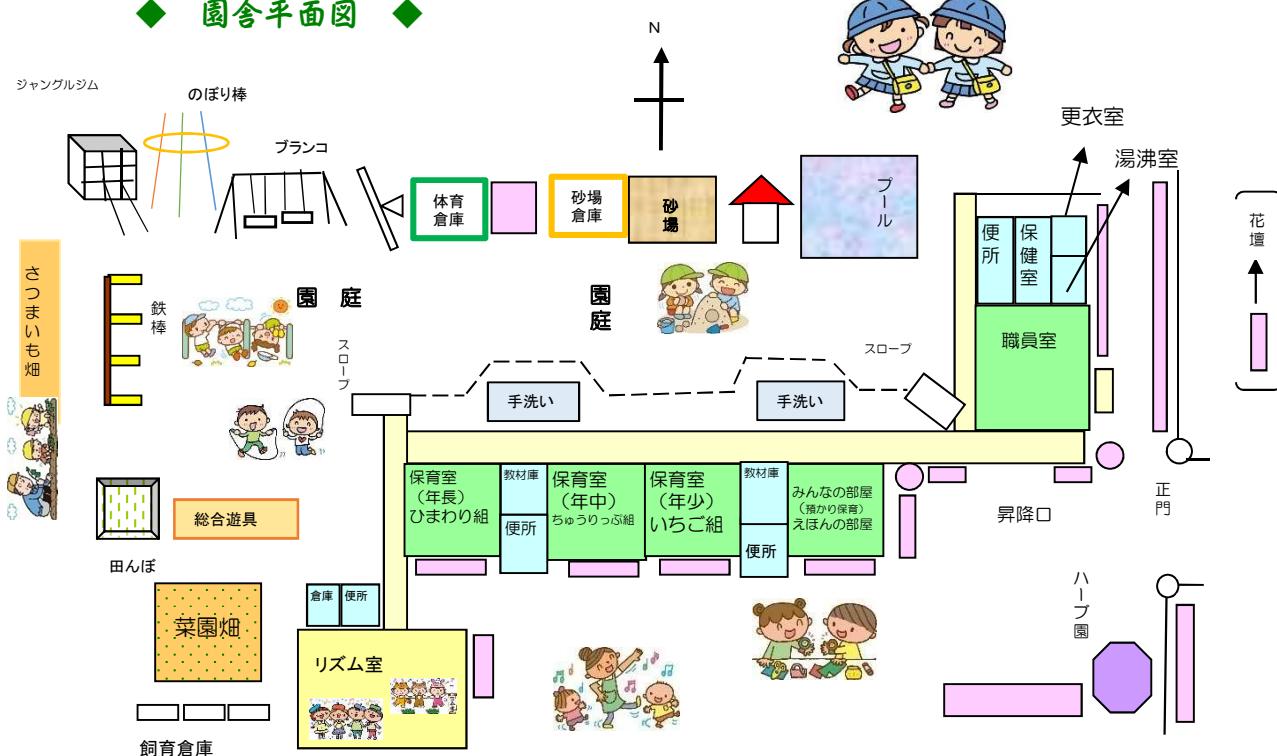 ◆ 園舎平面図 ◆
N
ジャングルジム
のぼり棒
ブランコ
体育
倉庫
砂場
倉庫
砂場
プール
更衣室
湯沸室
便所
保健室
花壇
さつまいも畑
鉄棒
園庭
園庭
スロープ
スロープ
職員室
手洗い
手洗い
保育室
（年長）
ひまわり組
教材庫
便所
保育室
（年中）
ちゅうりっぷ組
保育室
（年少）
いちご組
教材庫
便所
みんなの部屋
（預かり保育）
えほんの部屋
昇降口
正門
総合遊具
田んぼ
倉庫
便所
菜園畑
リズム室
ハーブ園
飼育倉庫